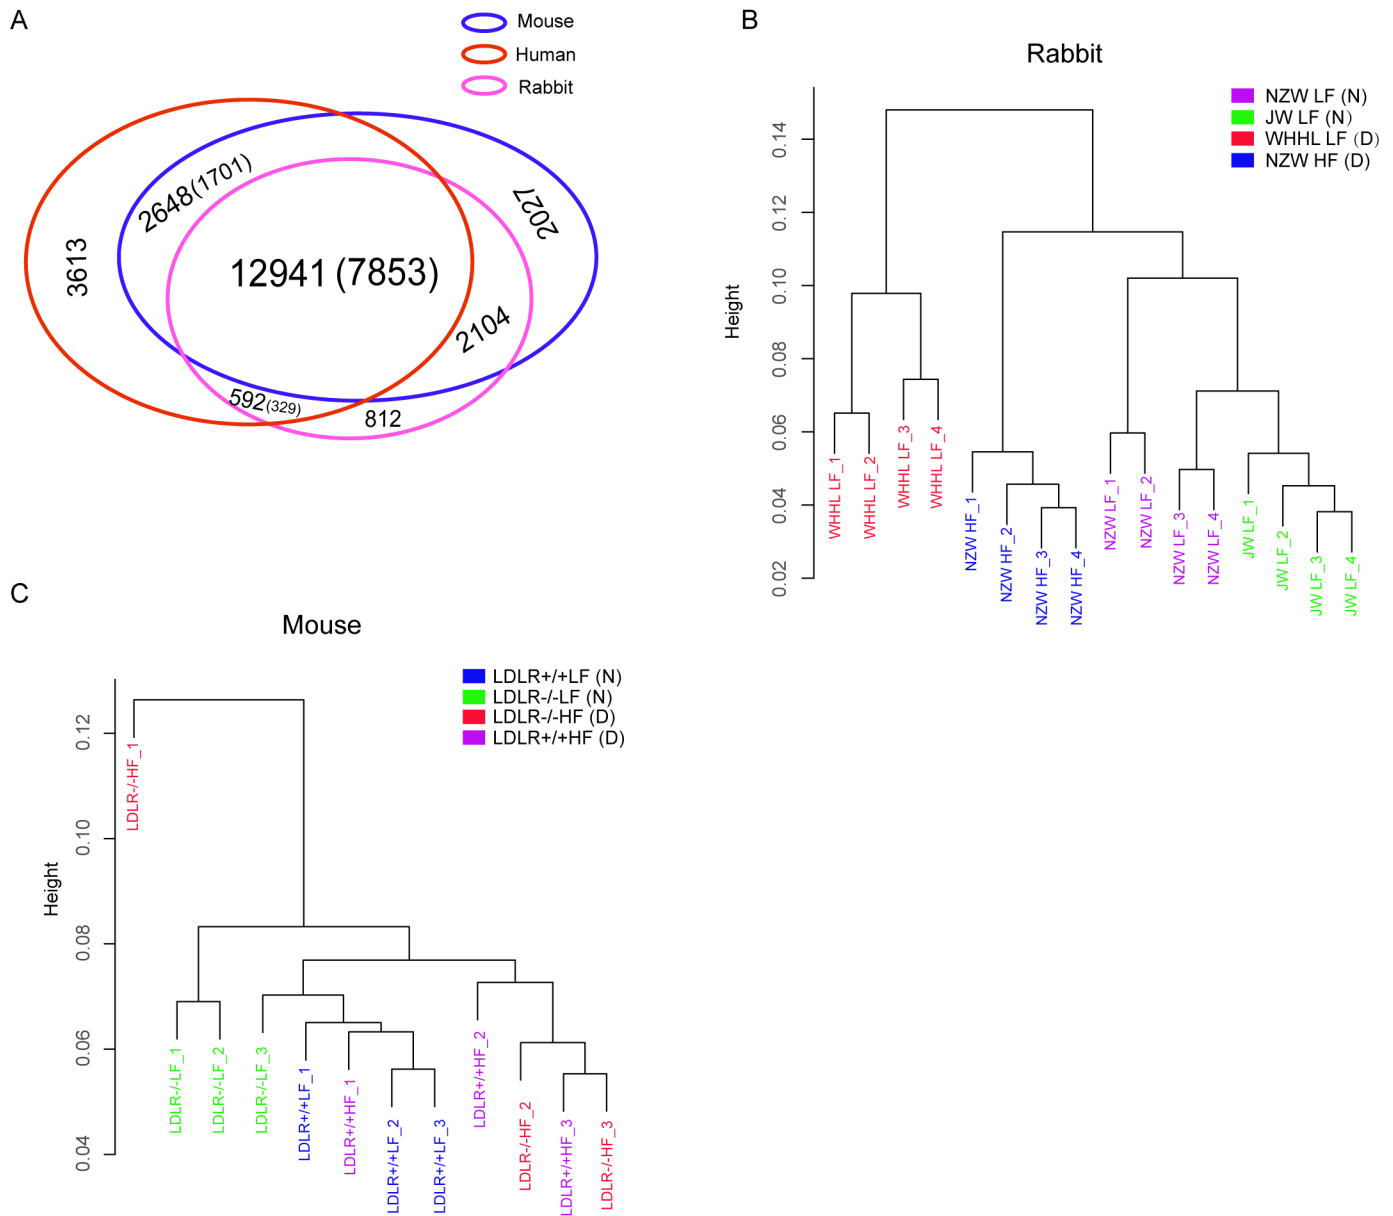 A
Mouse
Human
Rabbit
2648(1701)
2027
3613
12941 (7853)
2104
592(329)
812
B
Rabbit
NZW LF (N)
JW LF (N)
WHHL LF (D)
NZW HF (D)
Height
0.14
0.12
0.10
0.08
0.06
0.04
0.02
WHHL LF_1
WHHL LF_2
WHHL LF_3
WHHL LF_4
NZW HF_1
NZW HF_2
NZW HF_3
NZW HF_4
NZW LF_1
NZW LF_2
NZW LF_3
NZW LF_4
JW LF_1
JW LF_2
JW LF_3
JW LF_4
C
Mouse
LDLR+/+LF (N)
LDLR-/-LF (N)
LDLR-/-HF (D)
LDLR+/+HF (D)
Height
0.12
0.10
0.08
0.06
0.04
LDLR-/-HF_1
LDLR-/-LF_1
LDLR-/-LF_2
LDLR-/-LF_3
LDLR+/+LF_1
LDLR+/+HF_1
LDLR+/+LF_2
LDLR+/+LF_3
LDLR+/+HF_2
LDLR-/-HF_2
LDLR+/+HF_3
LDLR-/-HF_3